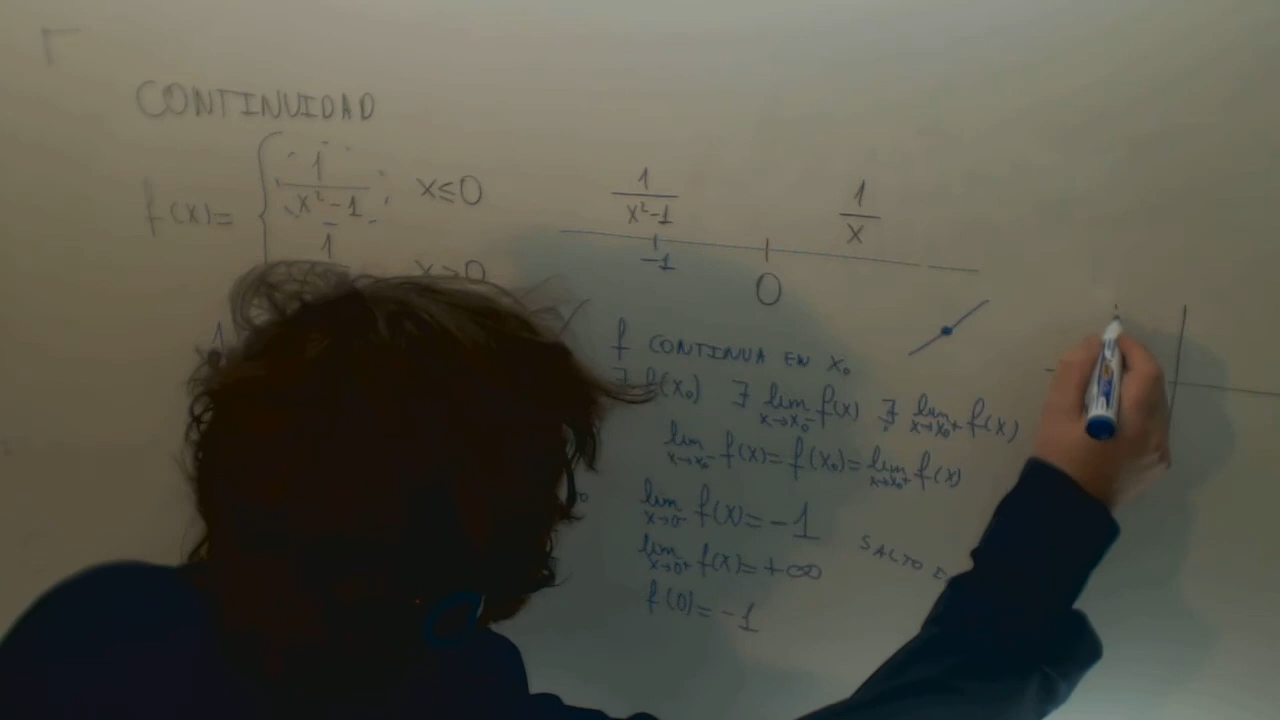 CONTINUIDAD
f(x)= { 1/(x²-1) ; x≤0
1 x>0
1/(x²-1) 1/x
-1 0
f CONTINUA EN x₀
∃ f(x₀) ∃ lim x→x₀⁻ f(x) ∃ lim x→x₀⁺ f(x)
lim x→x₀⁻ f(x)=f(x₀)=lim x→x₀⁺ f(x)
lim x→0⁻ f(x)=-1
lim x→0⁺ f(x)=+∞ SALTO
f(0)=-1